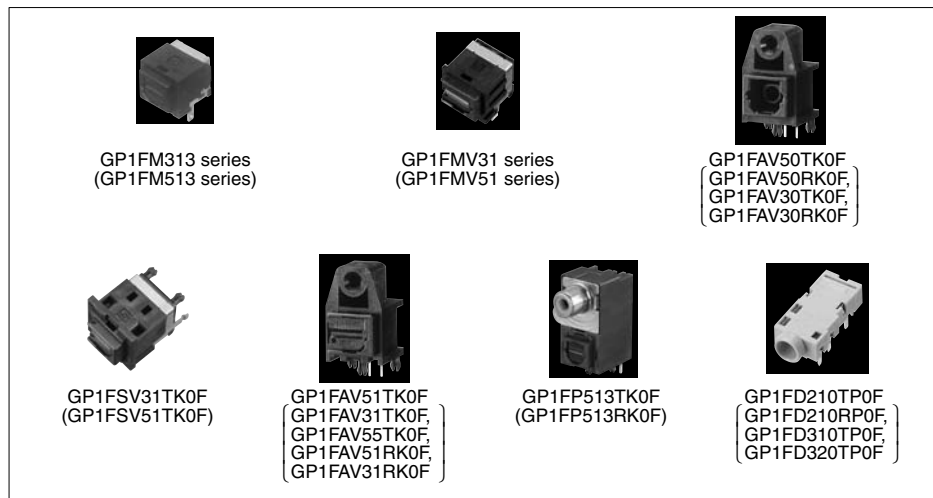 GP1FM313 series
(GP1FM513 series)
GP1FMV31 series
(GP1FMV51 series)
GP1FAV50TK0F
GP1FAV50RK0F,
GP1FAV30TK0F,
GP1FAV30RK0F
GP1FSV31TK0F
(GP1FSV51TK0F)
GP1FAV51TK0F
GP1FAV31TK0F,
GP1FAV55TK0F,
GP1FAV51RK0F,
GP1FAV31RK0F
GP1FP513TK0F
(GP1FP513RK0F)
GP1FD210TP0F
GP1FD210RP0F,
GP1FD310TP0F,
GP1FD320TP0F